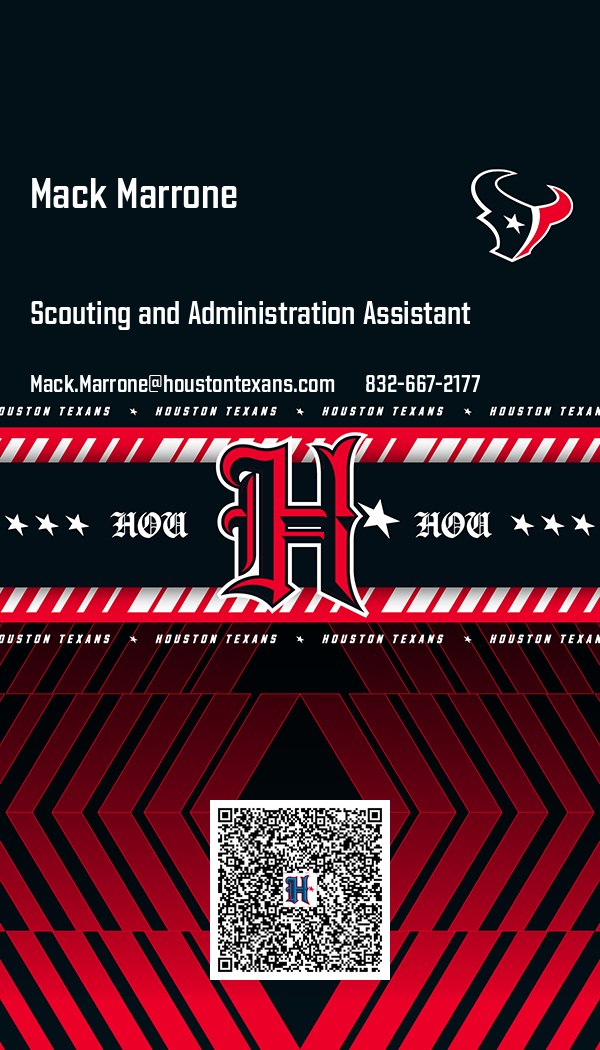 Mack Marrone
Scouting and Administration Assistant
Mack.Marrone@houstontexans.com 832-667-2177
OUSTON TEXANS ★ HOUSTON TEXANS ★ HOUSTON TEXANS ★ HOUSTON TEXAN
HOU H HOU
OUSTON TEXANS ★ HOUSTON TEXANS ★ HOUSTON TEXANS ★ HOUSTON TEXAN
H